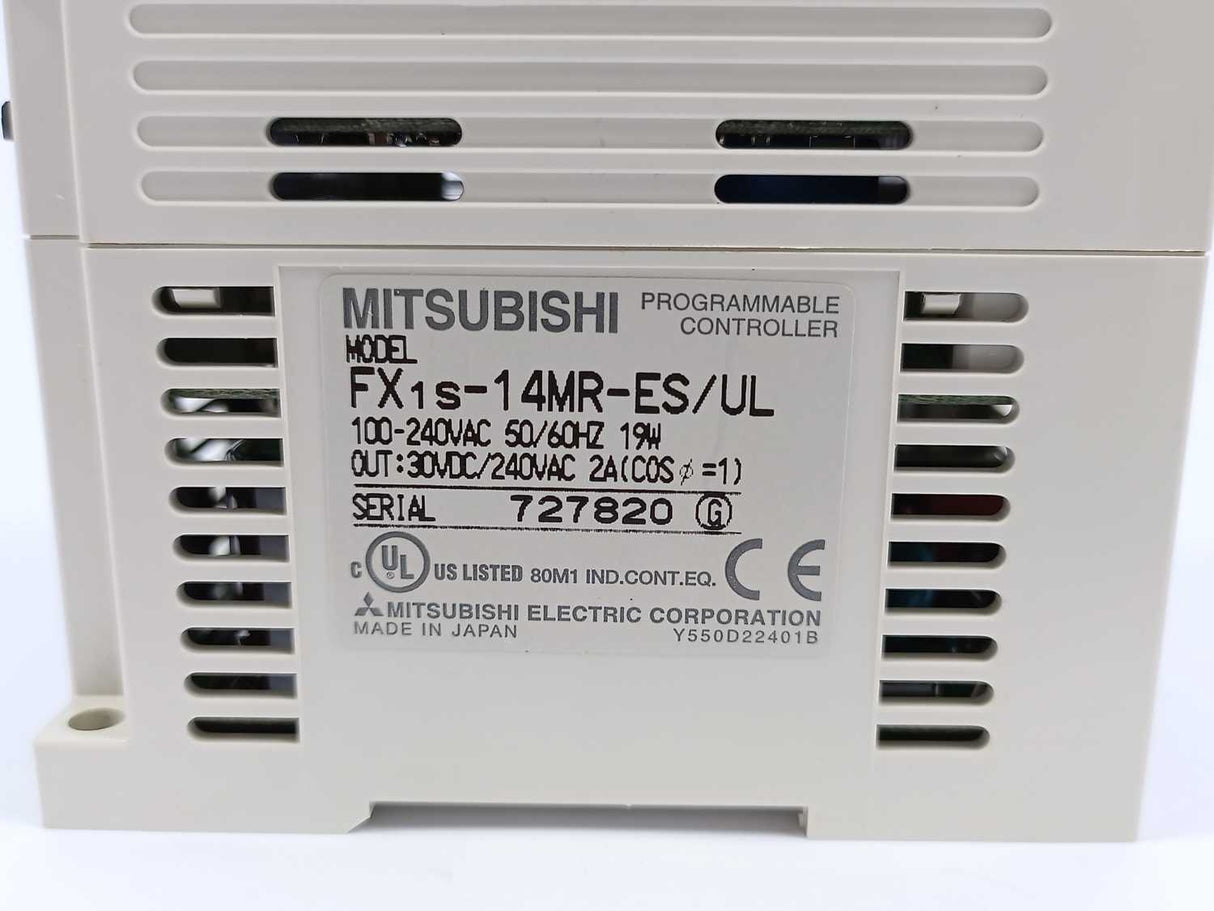 MITSUBISHI PROGRAMMABLE CONTROLLER
MODEL
FX1S-14MR-ES/UL
100-240VAC 50/60HZ 19W
OUT:30VDC/240VAC 2A(COSφ=1)
SERIAL 727820 Ⓖ
C UL® US LISTED 80M1 IND.CONT.EQ. CE
MITSUBISHI ELECTRIC CORPORATION
MADE IN JAPAN Y550D22401B